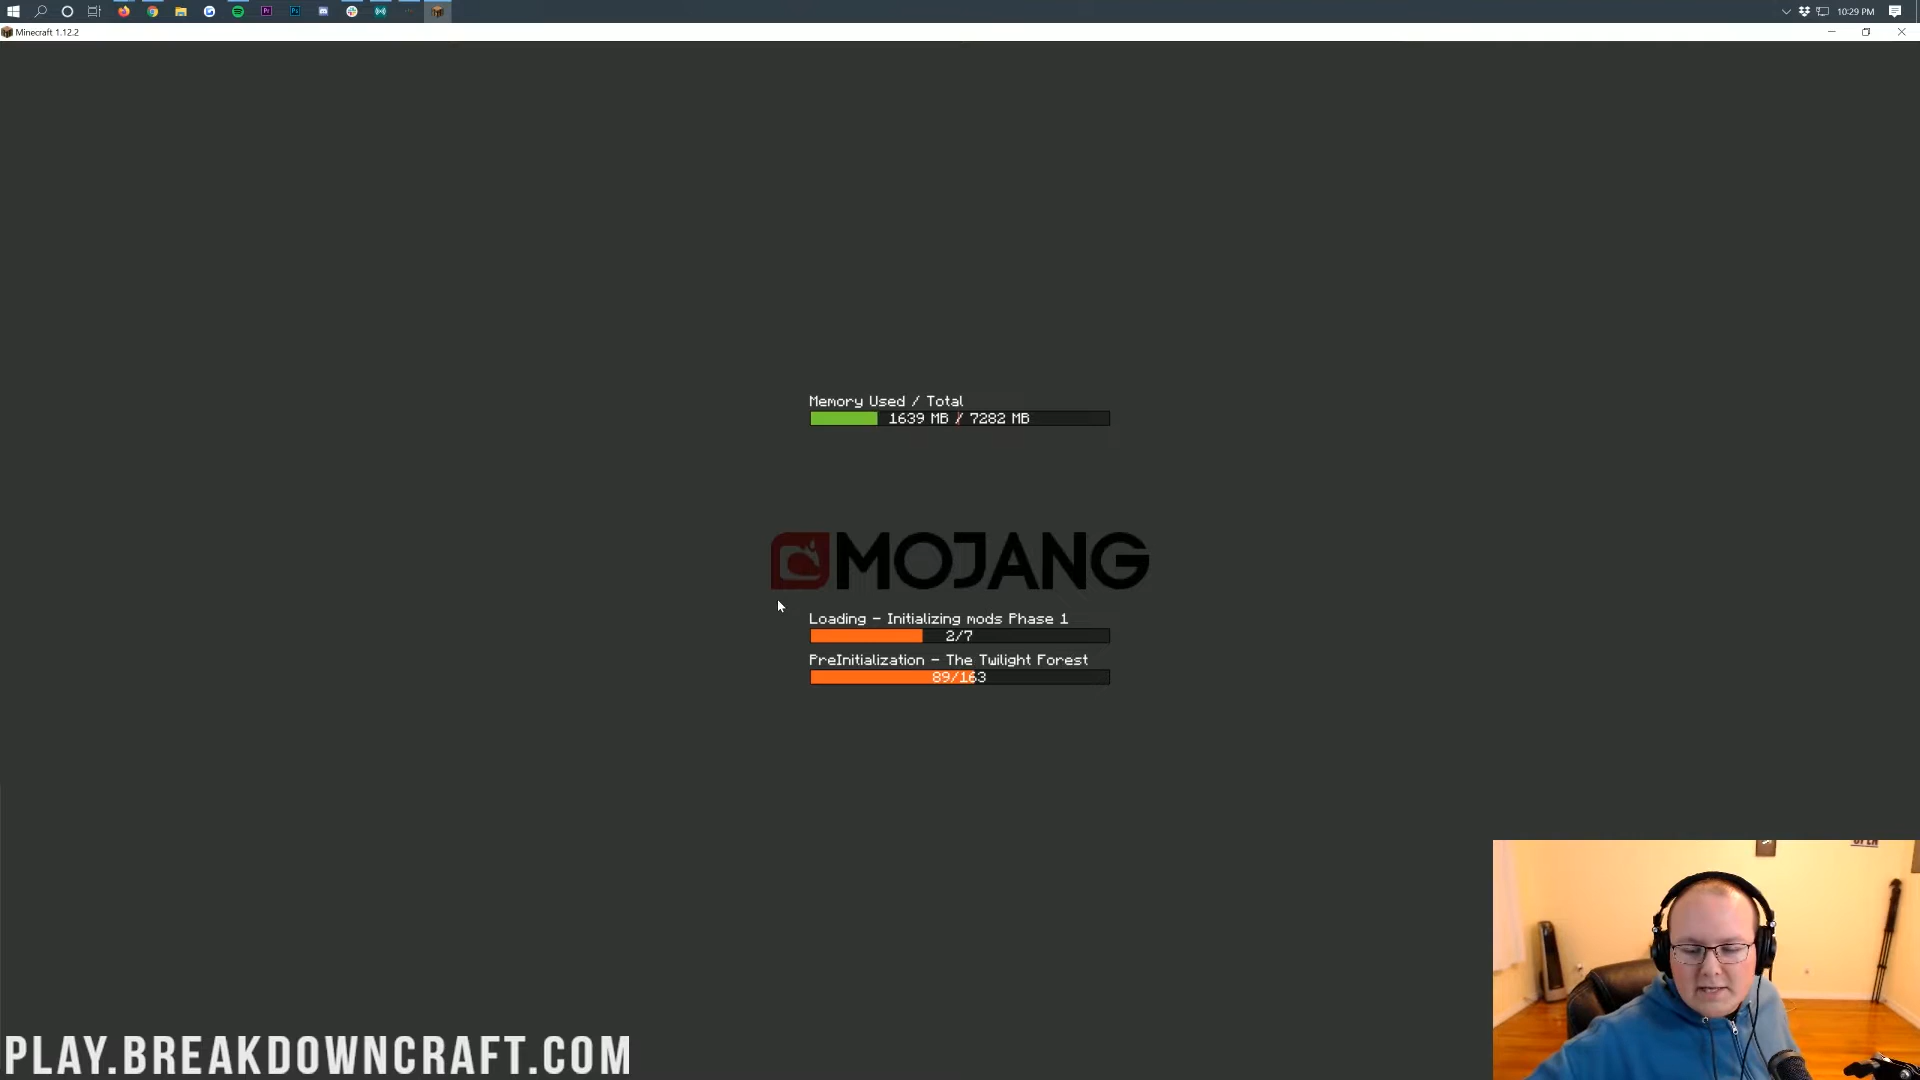 10:29 PM
Minecraft 1.12.2
Memory Used / Total
1639 MB / 7282 MB
MOJANG
Loading - Initializing mods Phase 1
2/7
PreInitialization - The Twilight Forest
89/163
OPEN
PLAY.BREAKDOWNCRAFT.COM